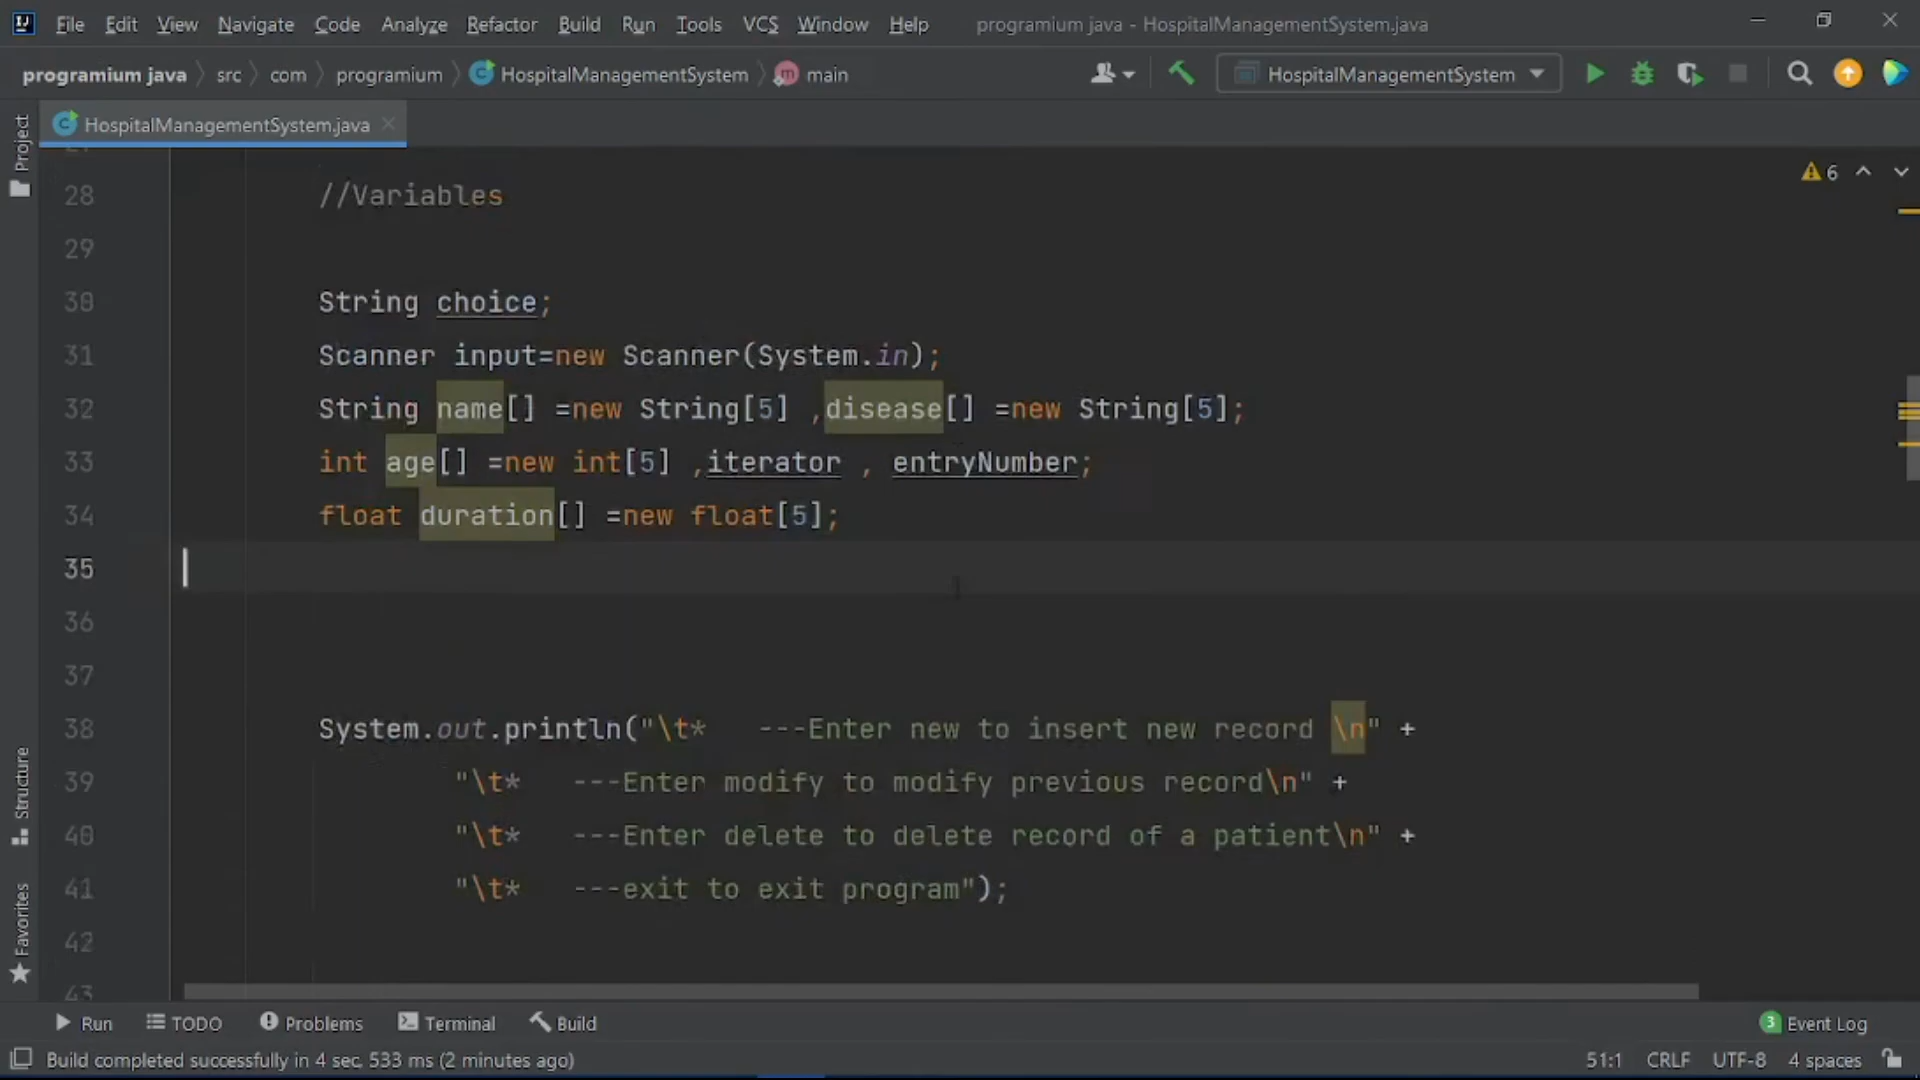 File Edit View Navigate Code Analyze Refactor Build Run Tools VCS Window Help programium java - HospitalManagementSystem.java
programium java src com programium HospitalManagementSystem main HospitalManagementSystem
HospitalManagementSystem.java
Project
6
28 //Variables
29
30 String choice;
31 Scanner input=new Scanner(System.in);
32 String name[] =new String[5] ,disease[] =new String[5];
33 int age[] =new int[5] ,iterator , entryNumber;
34 float duration[] =new float[5];
35
36
37
38 System.out.println("\t*   ---Enter new to insert new record \n" +
39 "\t*   ---Enter modify to modify previous record\n" +
40 "\t*   ---Enter delete to delete record of a patient\n" +
41 "\t*   ---exit to exit program");
42
43
Structure
Favorites
Run TODO Problems Terminal Build 3 Event Log
Build completed successfully in 4 sec, 533 ms (2 minutes ago) 51:1 CRLF UTF-8 4 spaces